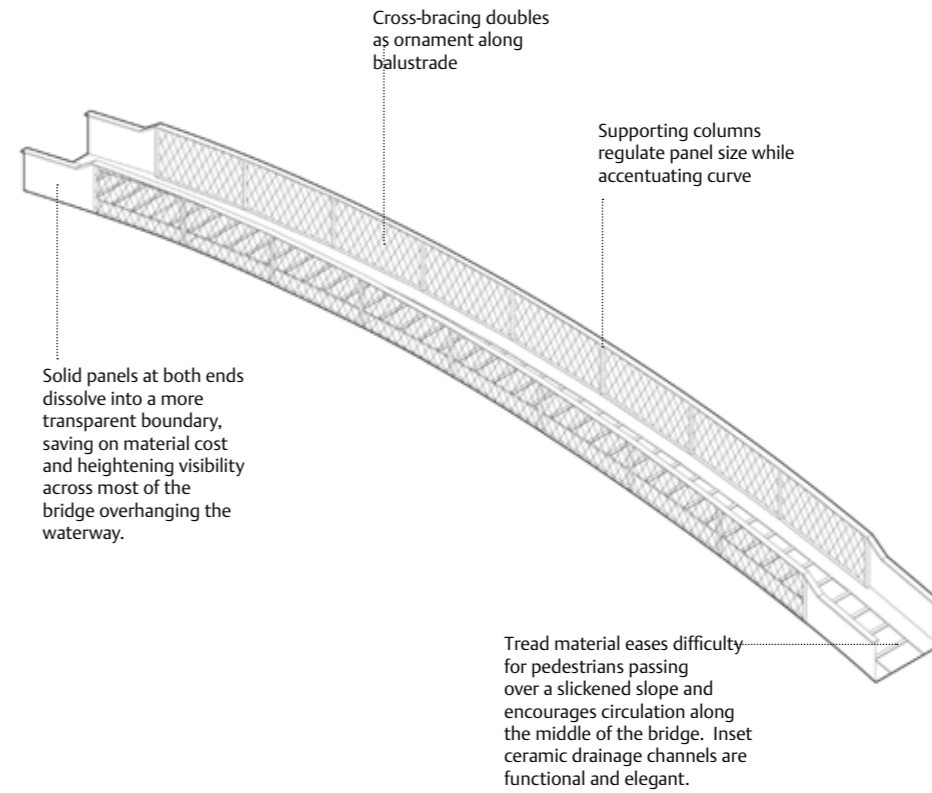 Cross-bracing doubles
as ornament along
balustrade
Supporting columns
regulate panel size while
accentuating curve
Solid panels at both ends
dissolve into a more
transparent boundary,
saving on material cost
and heightening visibility
across most of the
bridge overhanging the
waterway.
Tread material eases difficulty
for pedestrians passing
over a slickened slope and
encourages circulation along
the middle of the bridge.  Inset
ceramic drainage channels are
functional and elegant.